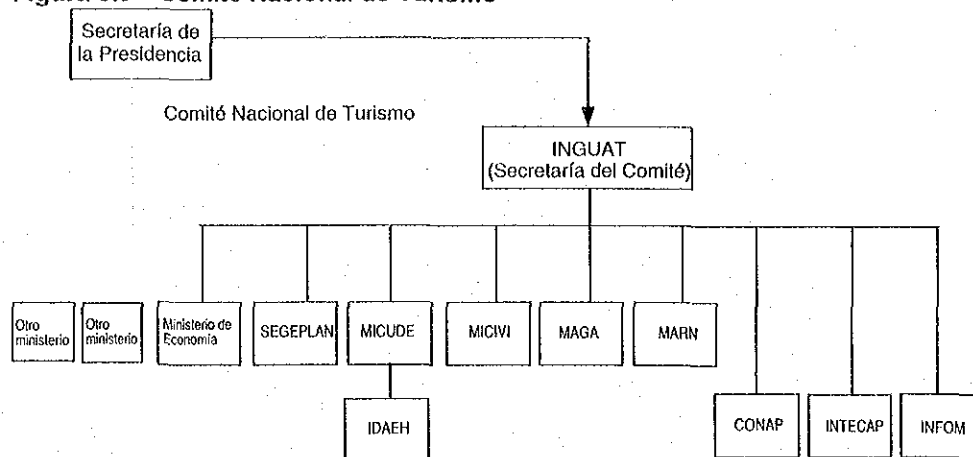 Secretaría de
la Presidencia
Comité Nacional de Turismo
INGUAT
(Secretaría del Comité)
Otro
ministerio
Otro
ministerio
Ministerio de
Economía
SEGEPLAN
MICUDE
MICIVI
MAGA
MARN
IDAEH
CONAP
INTECAP
INFOM